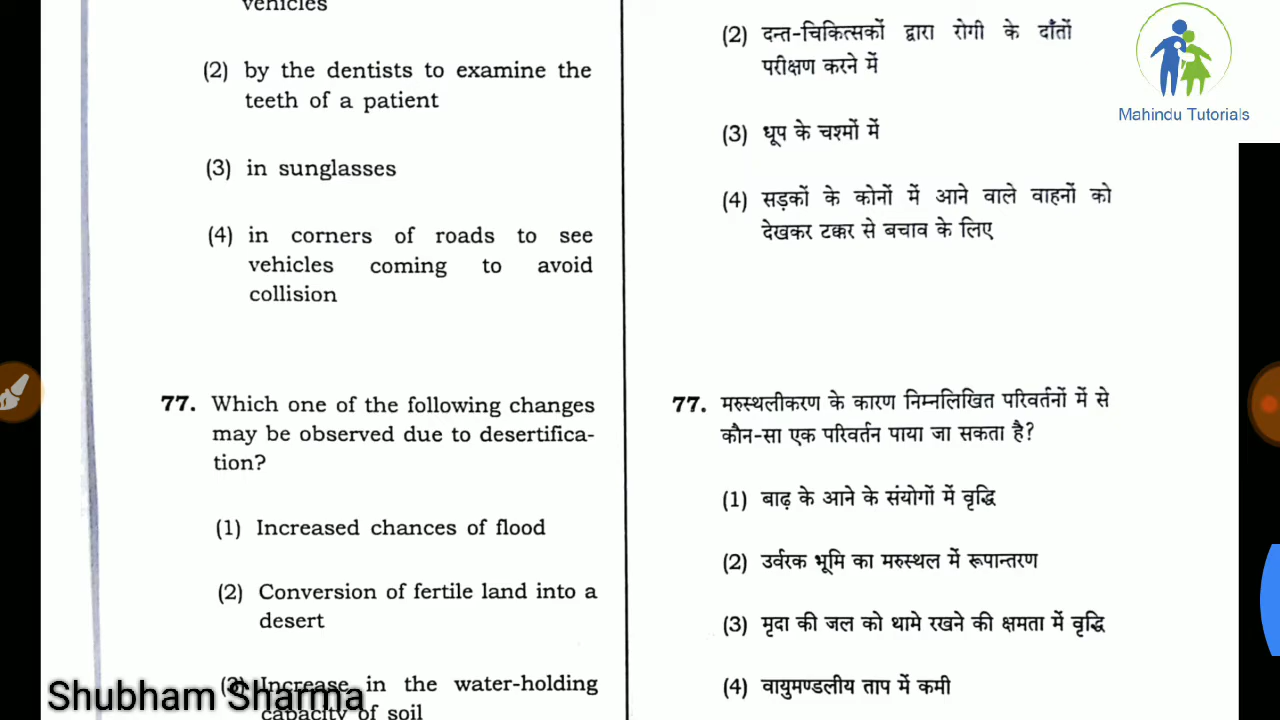 vehicles
(2) by the dentists to examine the
teeth of a patient
(3) in sunglasses
(4) in corners of roads to see
vehicles coming to avoid
collision
77. Which one of the following changes
may be observed due to desertifica-
tion?
(1) Increased chances of flood
(2) Conversion of fertile land into a
desert
(3) Increase in the water-holding
capacity of soil
(2) दन्त-चिकित्सकों द्वारा रोगी के दाँतों
परीक्षण करने में
(3) धूप के चश्मों में
(4) सड़कों के कोनों में आने वाले वाहनों को
देखकर टक्कर से बचाव के लिए
77. मरुस्थलीकरण के कारण निम्नलिखित परिवर्तनों में से
कौन-सा एक परिवर्तन पाया जा सकता है?
(1) बाढ़ के आने के संयोगों में वृद्धि
(2) उर्वरक भूमि का मरुस्थल में रूपान्तरण
(3) मृदा की जल को थामे रखने की क्षमता में वृद्धि
(4) वायुमण्डलीय ताप में कमी
Mahindu Tutorials
Shubham Sharma